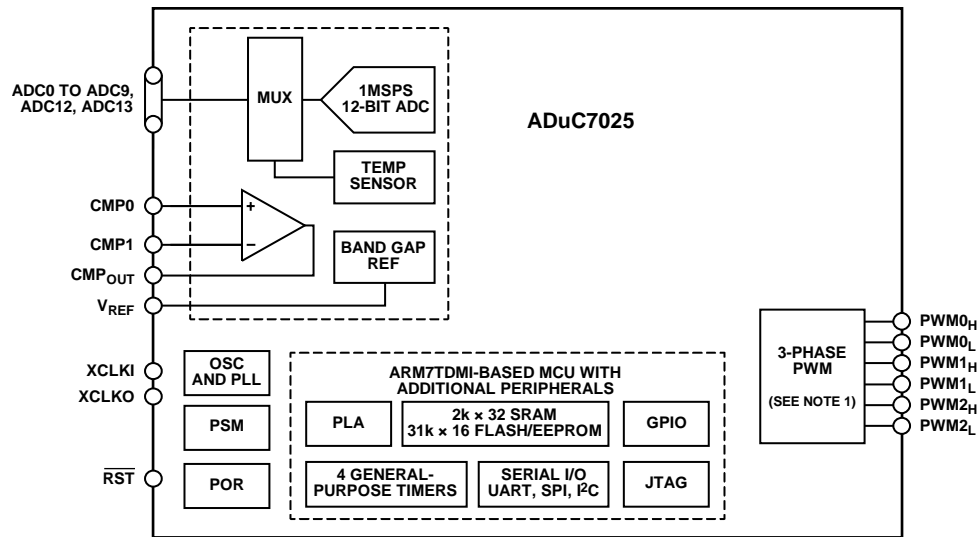 ADC0 TO ADC9,
ADC12, ADC13
MUX
1MSPS
12-BIT ADC
ADuC7025
TEMP
SENSOR
CMP0
+
CMP1
−
BAND GAP
REF
CMPOUT
VREF
PWM0H
PWM0L
3-PHASE
PWM
PWM1H
PWM1L
(SEE NOTE 1)
PWM2H
PWM2L
XCLKI
OSC
AND PLL
XCLKO
ARM7TDMI-BASED MCU WITH
ADDITIONAL PERIPHERALS
PSM
PLA
2k × 32 SRAM
31k × 16 FLASH/EEPROM
GPIO
RST
POR
4 GENERAL-
PURPOSE TIMERS
SERIAL I/O
UART, SPI, I2C
JTAG